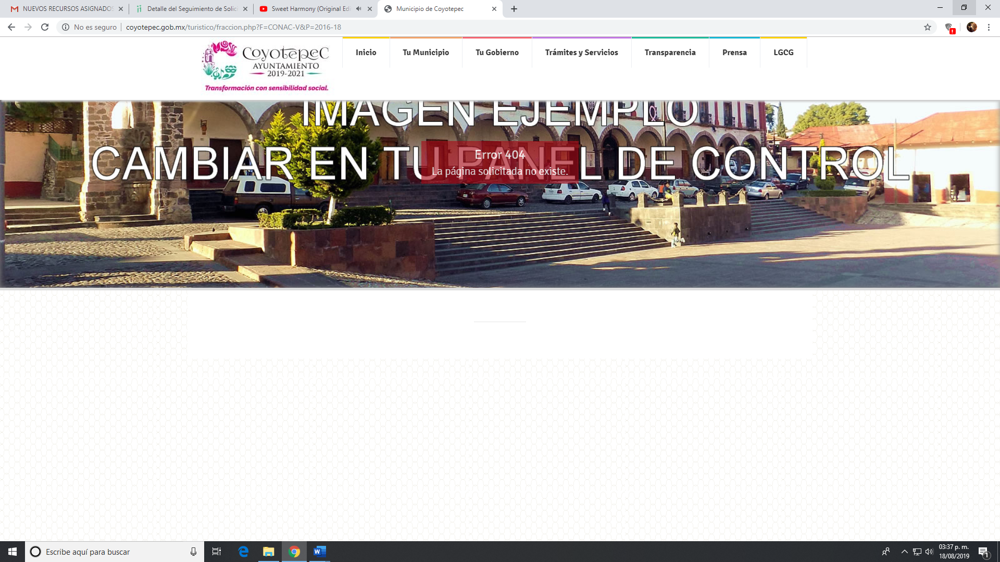 NUEVOS RECURSOS ASIGNADOS
Detalle del Seguimiento de Solici
Sweet Harmony (Original Edi
Municipio de Coyotepec
No es seguro
coyotepec.gob.mx/turistico/fraccion.php?F=CONAC-V&P=2016-18
Coyotepec
AYUNTAMIENTO
2019-2021
Transformación con sensibilidad social.
Inicio
Tu Municipio
Tu Gobierno
Trámites y Servicios
Transparencia
Prensa
LGCG
IMAGEN EJEMPLO
CAMBIAR EN TU PANEL DE CONTROL
Error 404
La página solicitada no existe.
Escribe aquí para buscar
03:37 p. m.
18/08/2019
1